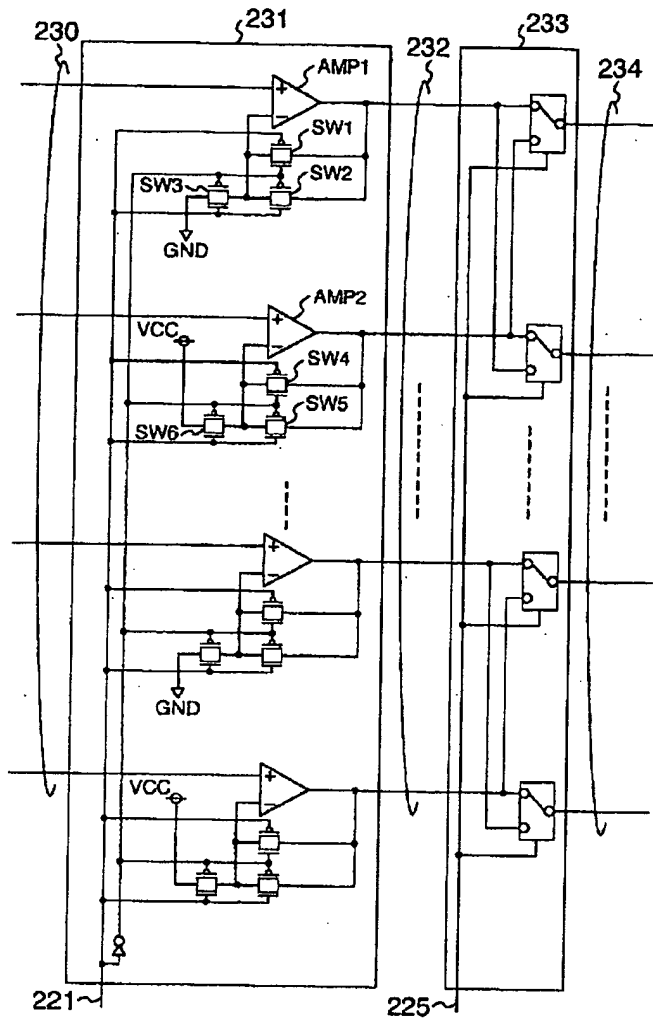 230
231
232
233
234
AMP1
+
−
SW1
SW2
SW3
GND
AMP2
+
−
VCC
SW4
SW5
SW6
+
−
GND
+
−
VCC
221
225